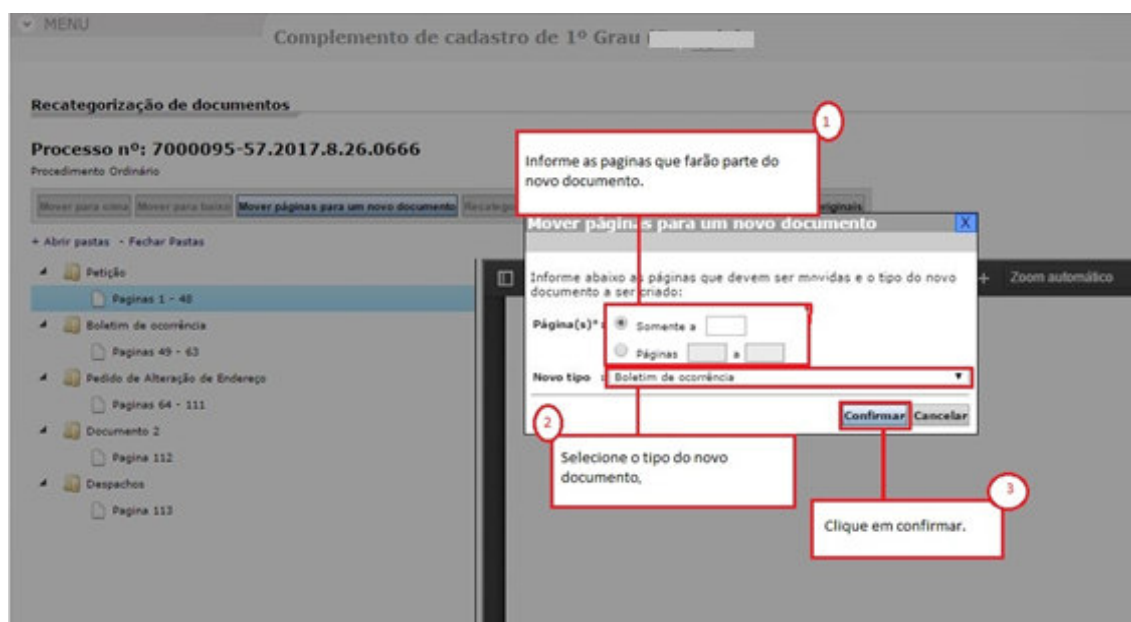 MENU
Complemento de cadastro de 1º Grau
Recategorização de documentos
Processo nº: 7000095-57.2017.8.26.0666
Procedimento Ordinário
Mover para cima Mover para baixo Mover páginas para um novo documento originais
+ Abrir pastas - Fechar Pastas
Petição
Paginas 1 - 48
Boletim de ocorrência
Paginas 49 - 63
Pedido de Alteração de Endereço
Paginas 64 - 111
Documento 2
Pagina 112
Despachos
Pagina 113
1
Informe as paginas que farão parte do
novo documento.
Mover páginas para um novo documento X
Informe abaixo as páginas que devem ser movidas e o tipo do novo
documento a ser criado:
Página(s)*: Somente a
Páginas a
Novo tipo : Boletim de ocorrência
Confirmar Cancelar
+ Zoom automático
2
Selecione o tipo do novo
documento,
3
Clique em confirmar.